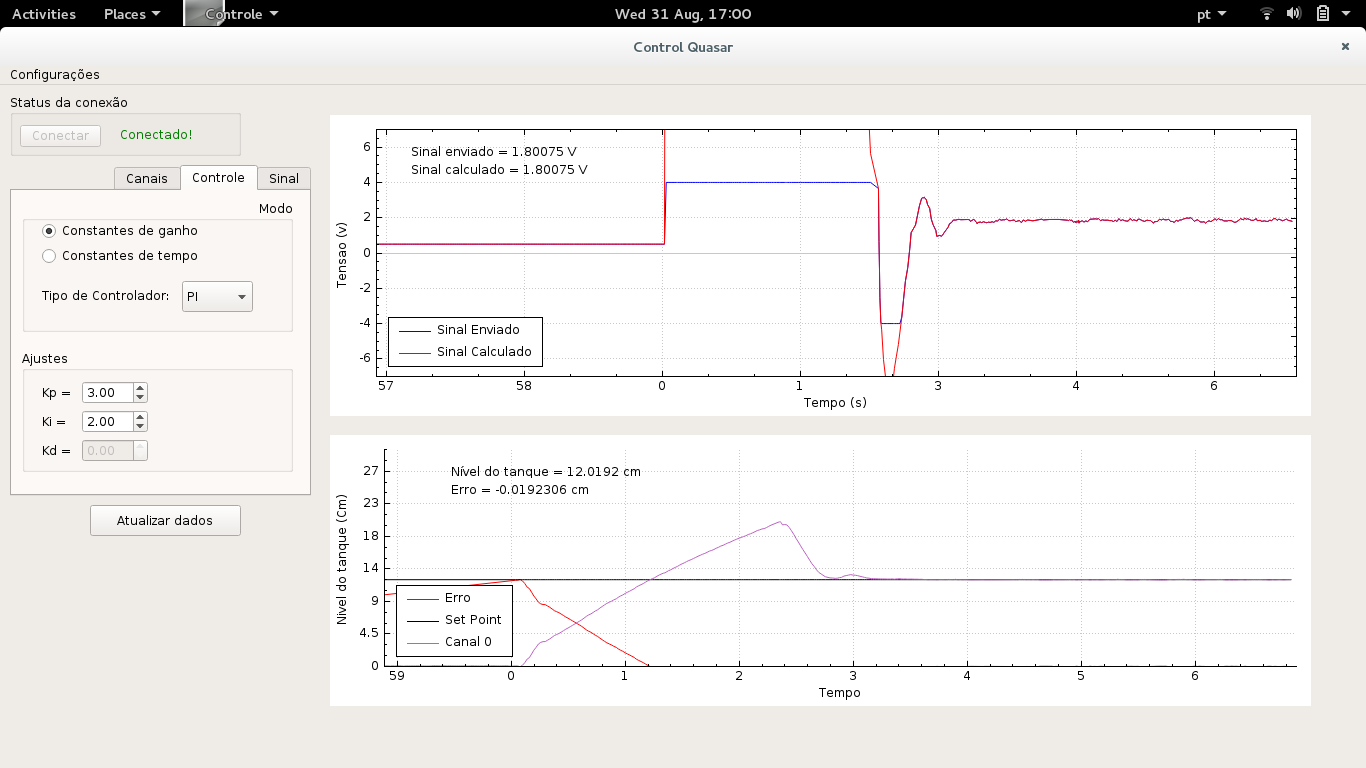 Activities Places Controle Wed 31 Aug, 17:00 pt
Control Quasar ×
Configurações
Status da conexão
Conectar Conectado!
Canais Controle Sinal
Modo
Constantes de ganho
Constantes de tempo
Tipo de Controlador: PI
Ajustes
Kp = 3.00
Ki = 2.00
Kd = 0.00
Atualizar dados
Sinal enviado = 1.80075 V
Sinal calculado = 1.80075 V
6
4
2
0
-2
-4
-6
Tensao (v)
Sinal Enviado
Sinal Calculado
57 58 0 1 3 4 6
Tempo (s)
Nível do tanque = 12.0192 cm
Erro = -0.0192306 cm
27
23
18
14
9
4.5
0
Nivel do tanque (Cm)
Erro
Set Point
Canal 0
59 0 1 2 3 4 5 6
Tempo